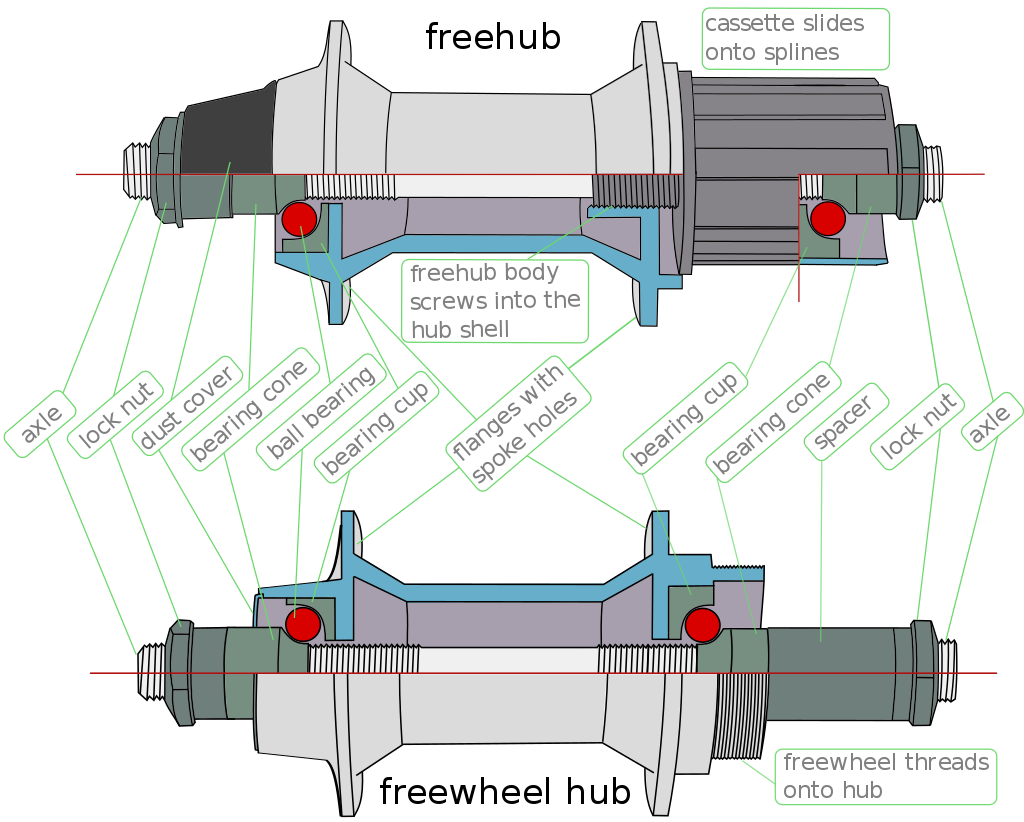 freehub
cassette slides
onto splines
freehub body
screws into the
hub shell
axle
lock nut
dust cover
bearing cone
ball bearing
bearing cup
flanges with
spoke holes
bearing cup
bearing cone
spacer
lock nut
axle
freewheel hub
freewheel threads
onto hub